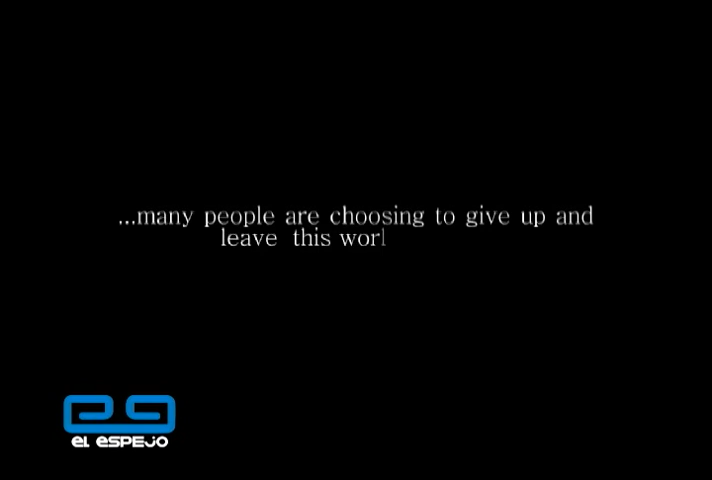 ...many people are choosing to give up and
leave this worl
el espejo